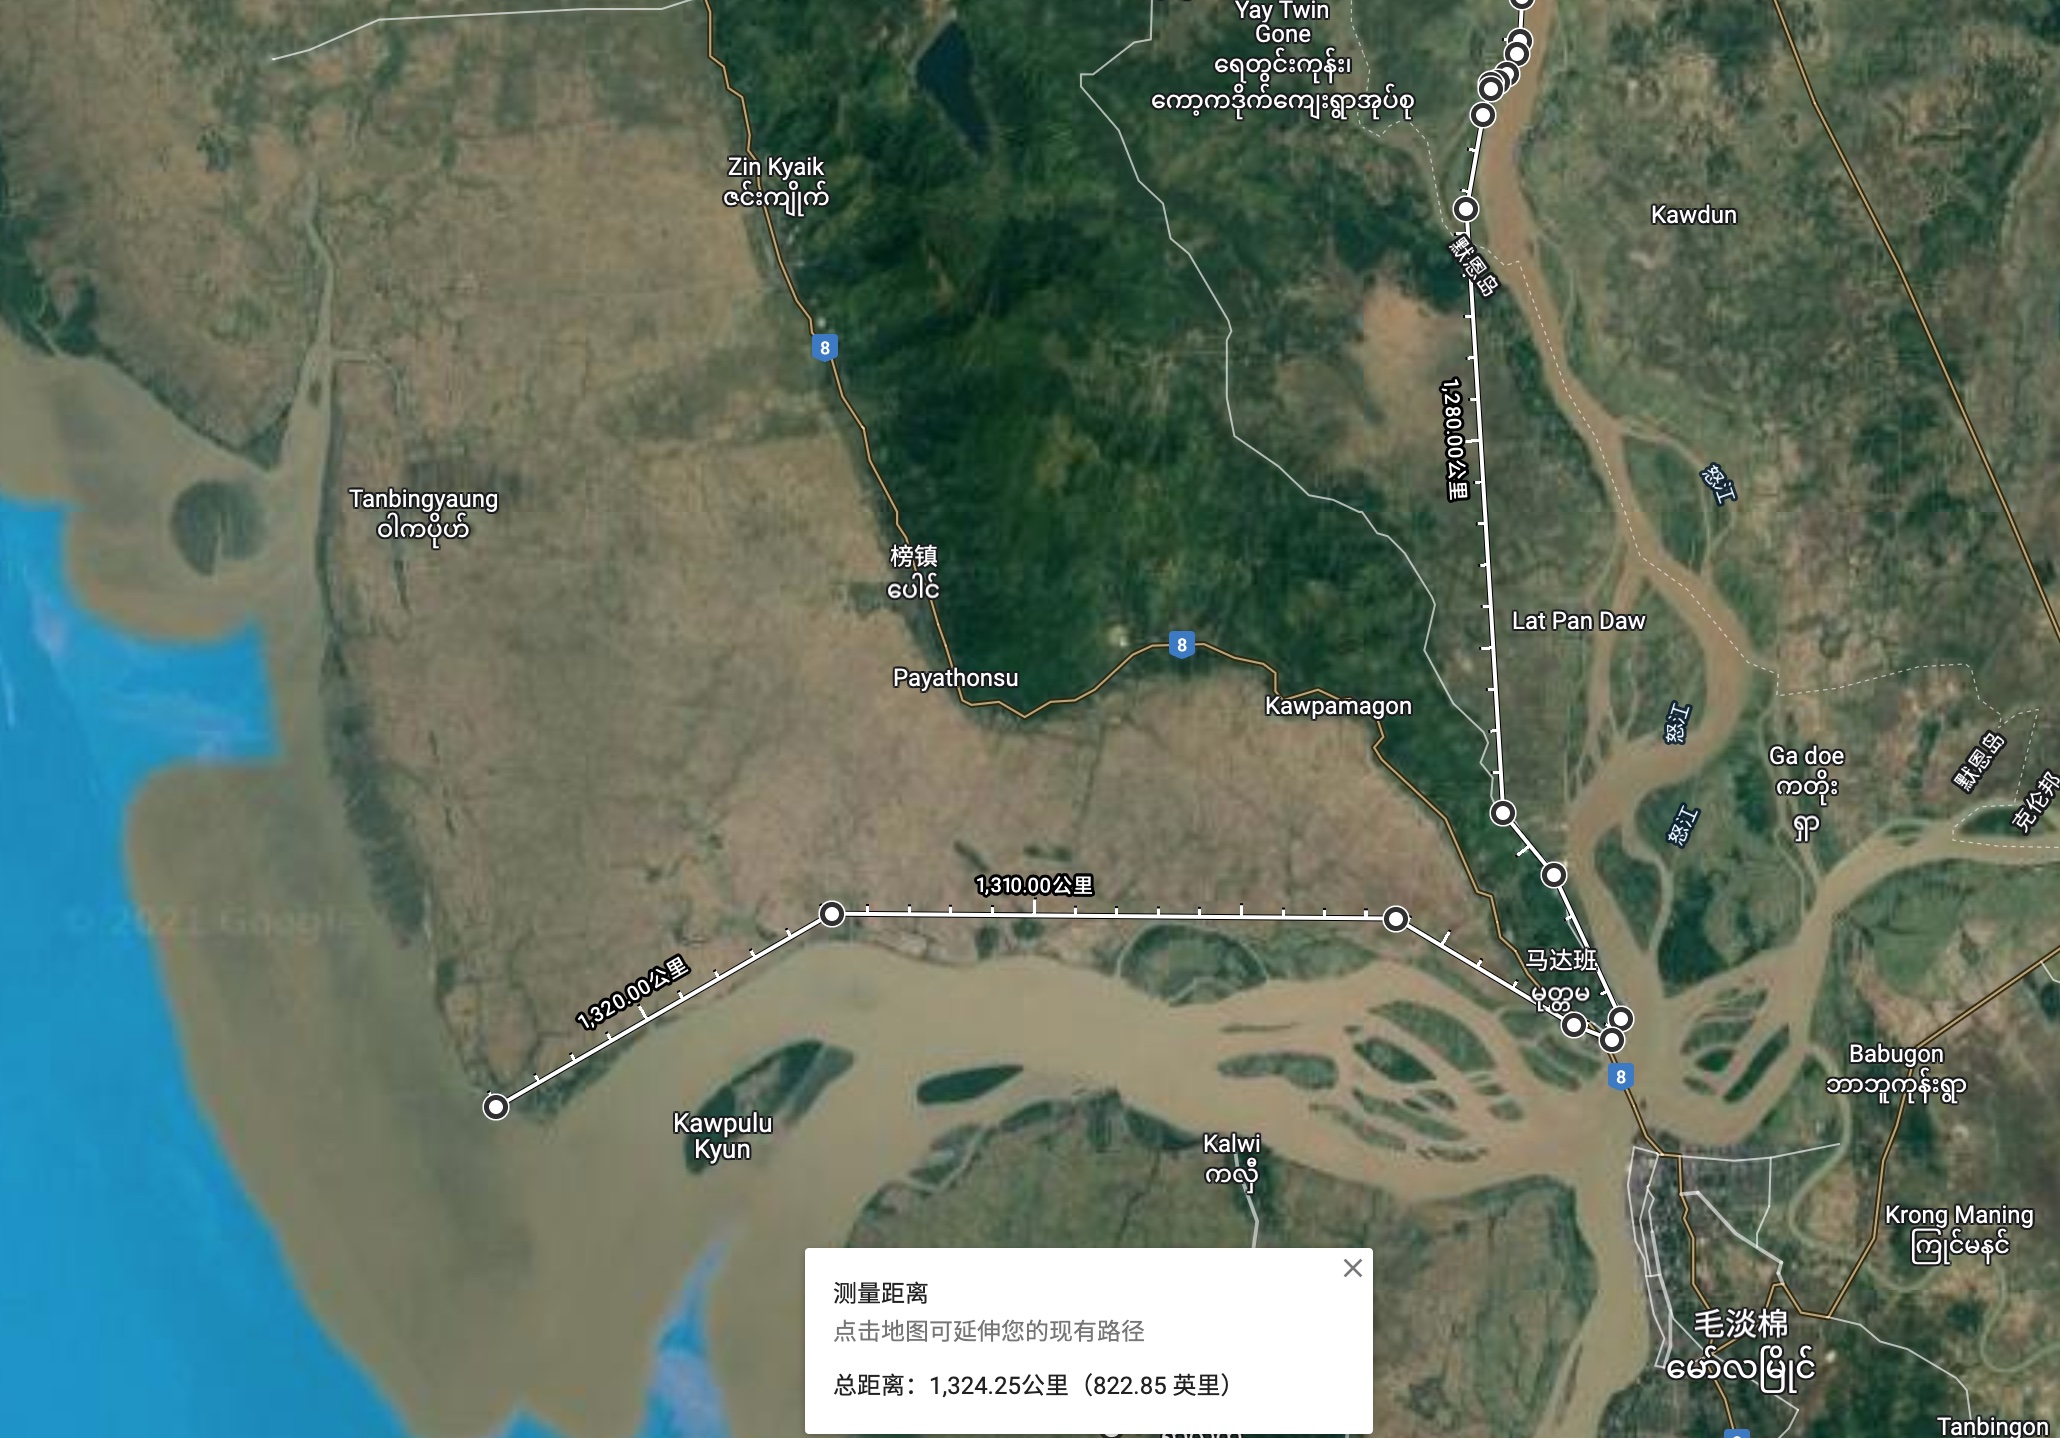 Yay Twin
Gone
ရေတွင်းကုန်း၊
ကော့ကဒိုက်ကျေးရွာအုပ်စု
Zin Kyaik
ဇင်းကျိုက်
Kawdun
默恩岛
8
1,280.00公里
怒江
Tanbingyaung
ဝါကပိုဟ်
榜镇
ပေါင်
Lat Pan Daw
8
Payathonsu
Kawpamagon
怒江
Ga doe
ကတိုး
ရှာ
默恩岛
克伦邦
怒江
1,310.00公里
马达班
မုတ္တမ
1,320.00公里
8
Babugon
ဘာဘူကုန်းရွာ
Kawpulu
Kyun
Kalwi
ကလွီ
Krong Maning
ကြုင်မနင်
毛淡棉
မော်လမြိုင်
测量距离
点击地图可延伸您的现有路径
总距离：1,324.25公里（822.85 英里）
Tanbingon